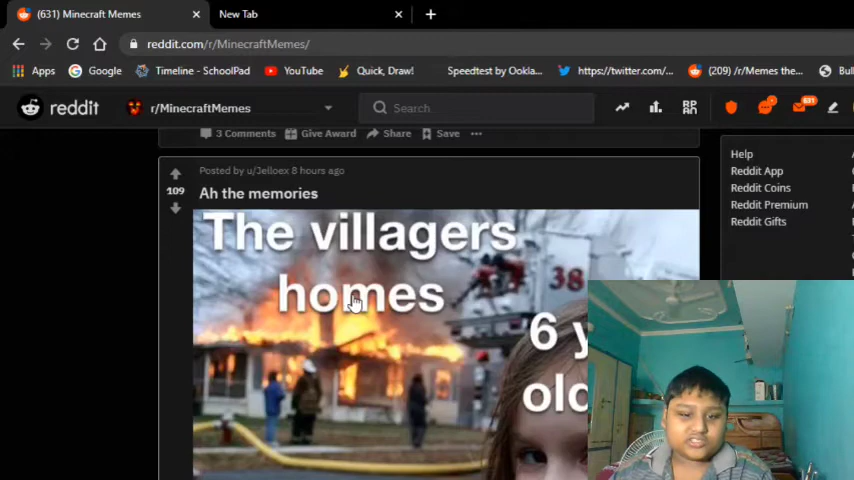 (631) Minecraft Memes
New Tab
reddit.com/r/MinecraftMemes/
Apps Google Timeline - SchoolPad YouTube Quick, Draw! Speedtest by Ookla... https://twitter.com/... (209) /r/Memes the... Bull
reddit r/MinecraftMemes Search 631
3 Comments Give Award Share Save
Posted by u/Jelloex 8 hours ago
109
Ah the memories
The villagers
homes
38
6 y
old
Help
Reddit App
Reddit Coins
Reddit Premium
Reddit Gifts